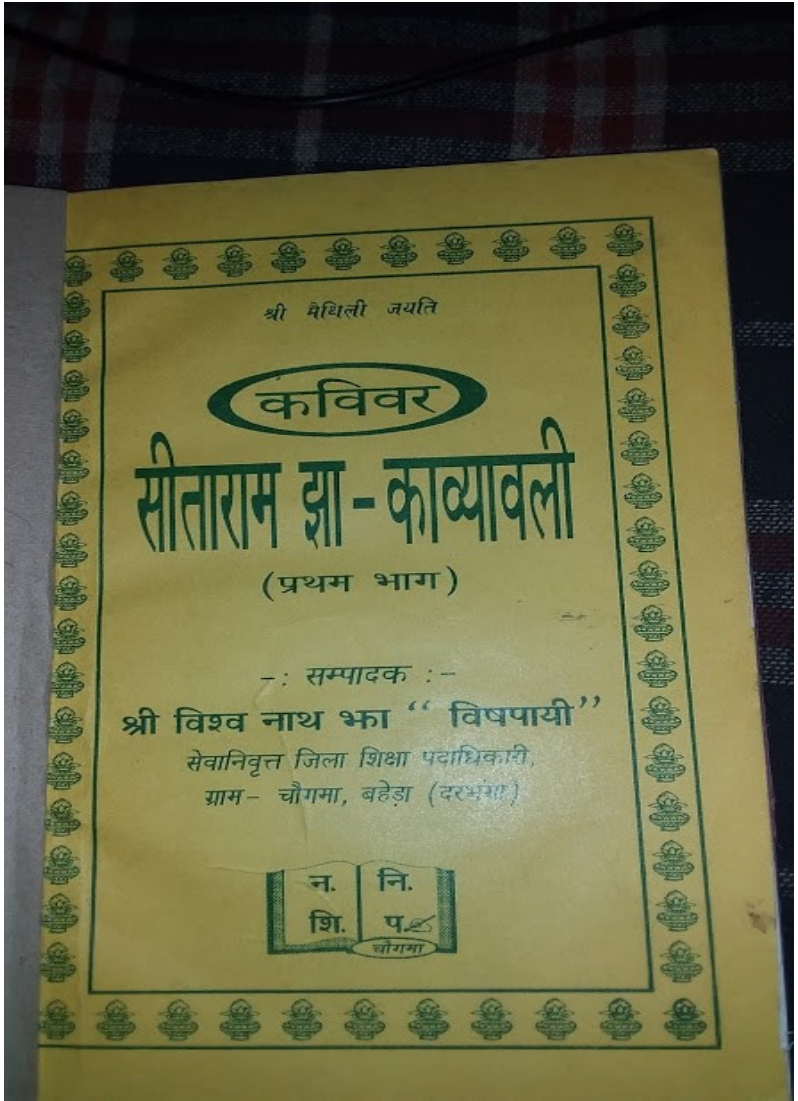 श्री मैथिली जयति
कविवर
सीताराम झा - काव्यावली
(प्रथम भाग)
-: सम्पादक :-
श्री विश्व नाथ झा “ विषपायी”
सेवानिवृत्त जिला शिक्षा पदाधिकारी,
ग्राम- चौगमा, बहेड़ा (दरभंगा)
न. नि.
शि. प.
चौगमा